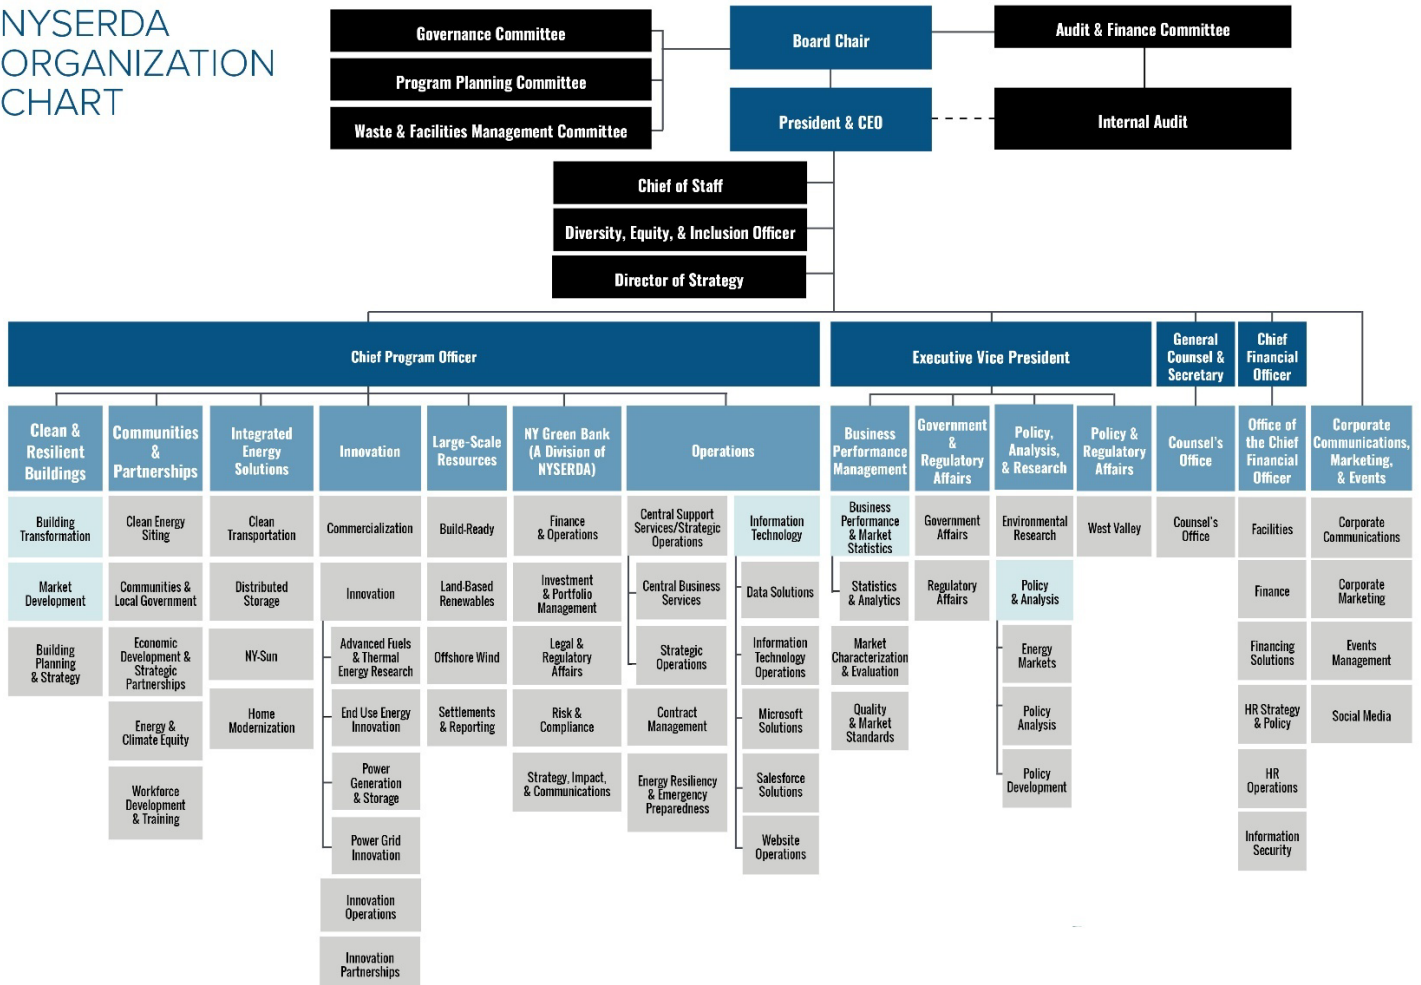 NYSERDA
ORGANIZATION
CHART
Governance Committee
Program Planning Committee
Waste & Facilities Management Committee
Board Chair
President & CEO
Audit & Finance Committee
Internal Audit
Chief of Staff
Diversity, Equity, & Inclusion Officer
Director of Strategy
Chief Program Officer
Executive Vice President
General
Counsel &
Secretary
Chief
Financial
Officer
Clean &
Resilient
Buildings
Communities
&
Partnerships
Integrated
Energy
Solutions
Innovation
Large-Scale
Resources
NY Green Bank
(A Division of
NYSERDA)
Operations
Business
Performance
Management
Government
&
Regulatory
Affairs
Policy,
Analysis,
& Research
Policy &
Regulatory
Affairs
Counsel's
Office
Office of
the Chief
Financial
Officer
Corporate
Communications,
Marketing,
& Events
Building
Transformation
Market
Development
Building
Planning
& Strategy
Clean Energy
Siting
Communities &
Local Government
Economic
Development &
Strategic
Partnerships
Energy &
Climate Equity
Workforce
Development
& Training
Clean
Transportation
Distributed
Storage
NY-Sun
Home
Modernization
Commercialization
Innovation
Advanced Fuels
& Thermal
Energy Research
End Use Energy
Innovation
Power
Generation
& Storage
Power Grid
Innovation
Innovation
Operations
Innovation
Partnerships
Build-Ready
Land-Based
Renewables
Offshore Wind
Settlements
& Reporting
Finance
& Operations
Investment
& Portfolio
Management
Legal &
Regulatory
Affairs
Risk &
Compliance
Strategy, Impact,
& Communications
Central Support
Services/Strategic
Operations
Central Business
Services
Strategic
Operations
Contract
Management
Energy Resiliency
& Emergency
Preparedness
Information
Technology
Data Solutions
Information
Technology
Operations
Microsoft
Solutions
Salesforce
Solutions
Website
Operations
Business
Performance
& Market
Statistics
Statistics
& Analytics
Market
Characterization
& Evaluation
Quality
& Market
Standards
Government
Affairs
Regulatory
Affairs
Environmental
Research
Policy
& Analysis
Energy
Markets
Policy
Analysis
Policy
Development
West Valley
Counsel's
Office
Facilities
Finance
Financing
Solutions
HR Strategy
& Policy
HR
Operations
Information
Security
Corporate
Communications
Corporate
Marketing
Events
Management
Social Media